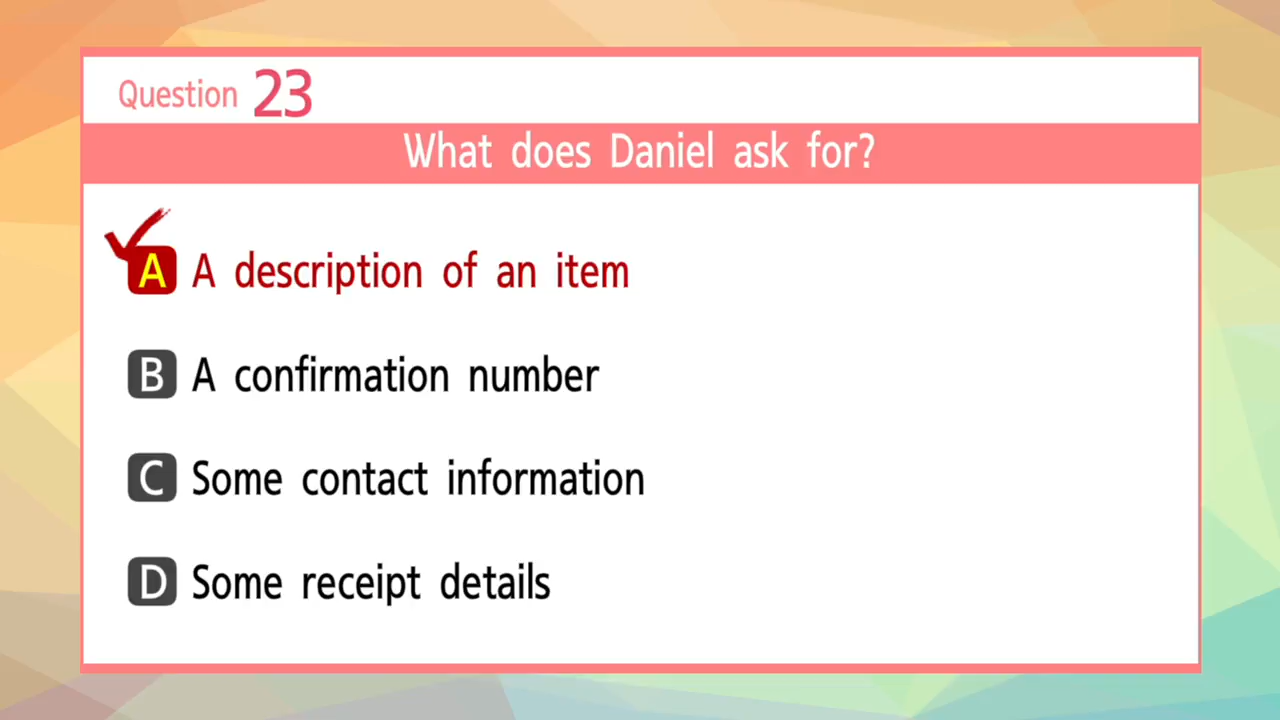 Question 23
What does Daniel ask for?
A A description of an item
B A confirmation number
C Some contact information
D Some receipt details